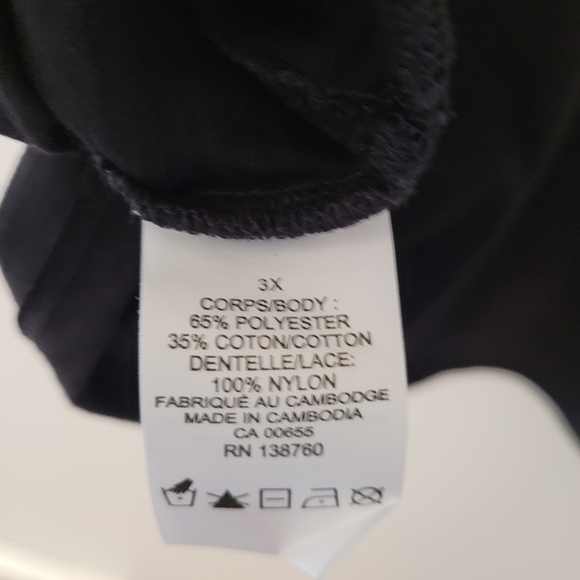 3X
CORPS/BODY :
65% POLYESTER
35% COTON/COTTON
DENTELLE/LACE:
100% NYLON
FABRIQUÉ AU CAMBODGE
MADE IN CAMBODIA
CA 00655
RN 138760